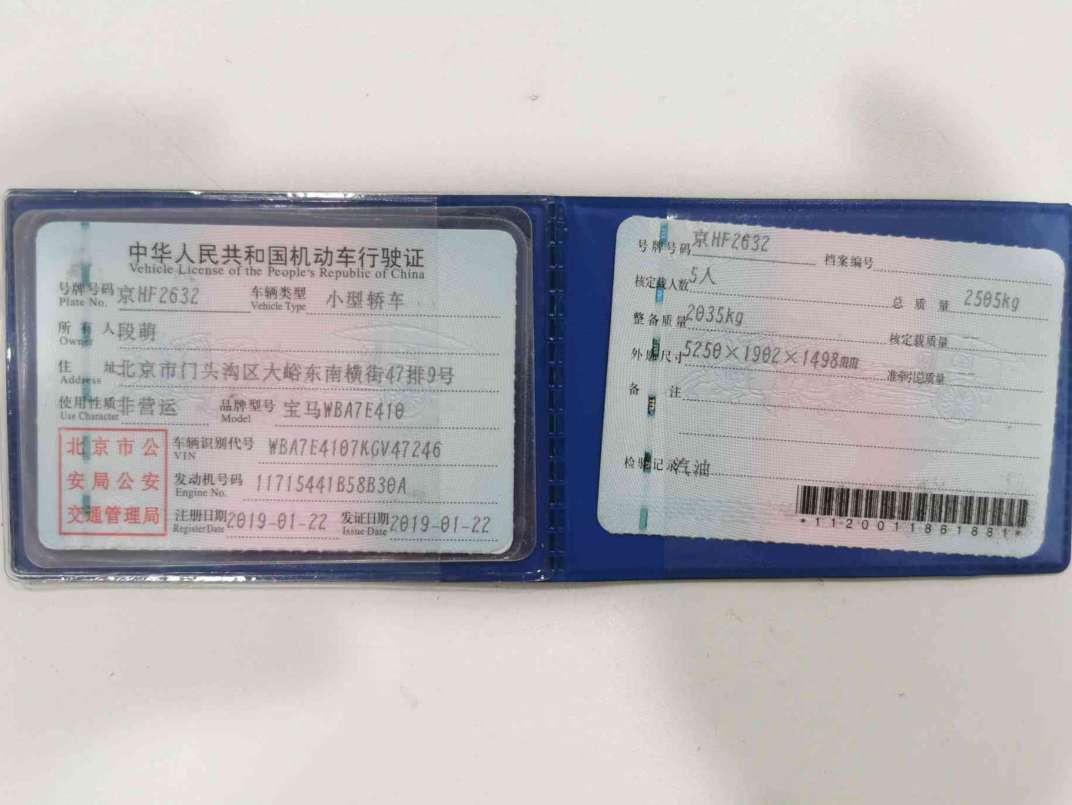 中华人民共和国机动车行驶证
Vehicle License of the People's Republic of China
号牌号码 京HF2632 车辆类型 小型轿车
Plate No. Vehicle Type
所有人 段萌
Owner
住址 北京市门头沟区大峪东南横街47排9号
Address
使用性质 非营运 品牌型号 宝马WBA7E410
Use Character Model
北京市公
安局公安
交通管理局
车辆识别代号 WBA7E4107KGV47246
VIN
发动机号码 11715441B58B30A
Engine No.
注册日期 2019-01-22 发证日期 2019-01-22
Register Date Issue Date
号牌号码 京HF2632 档案编号
核定载人数 5人 总质量 2505kg
整备质量 2035kg 核定载质量
外廓尺寸 5250×1902×1498mm 准牵引总质量
备注
检验记录 汽油
*1120011861881*